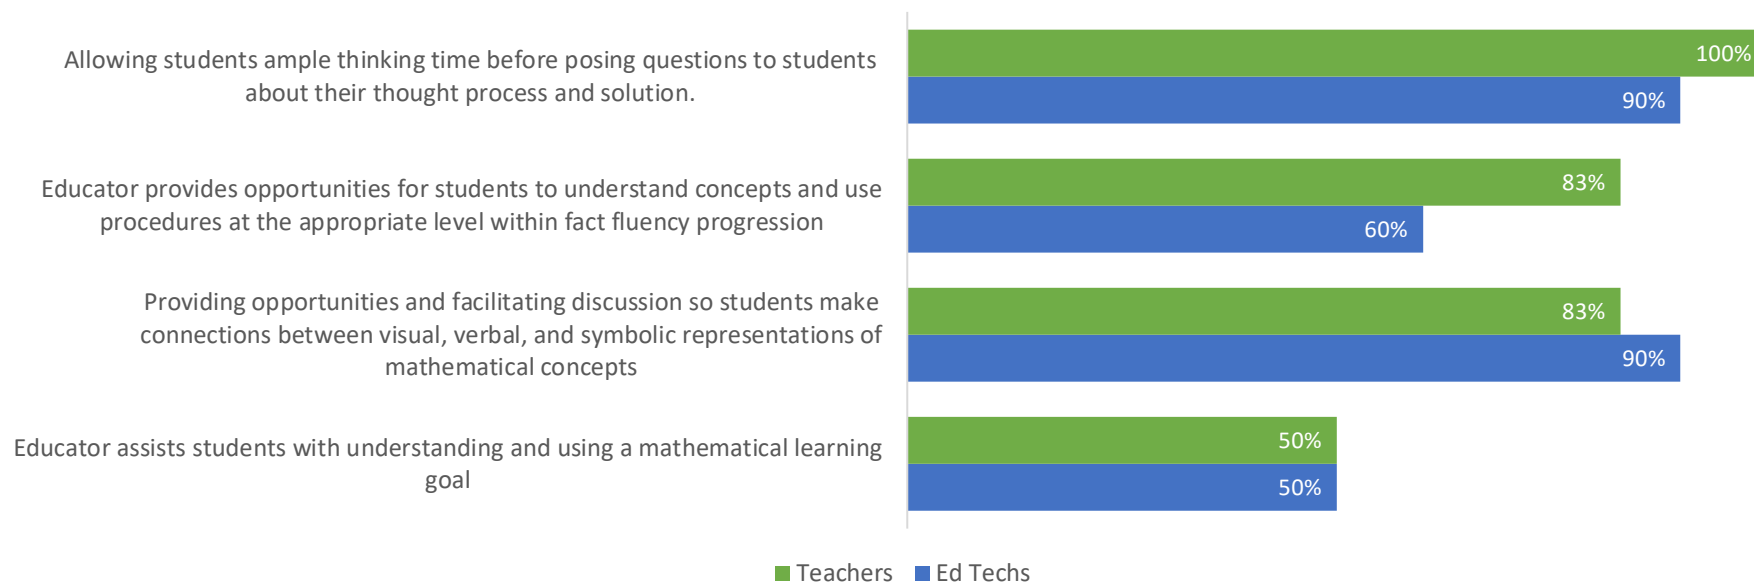 Allowing students ample thinking time before posing questions to students
about their thought process and solution.
100%
90%
Educator provides opportunities for students to understand concepts and use
procedures at the appropriate level within fact fluency progression
83%
60%
Providing opportunities and facilitating discussion so students make
connections between visual, verbal, and symbolic representations of
mathematical concepts
83%
90%
Educator assists students with understanding and using a mathematical learning
goal
50%
50%
Teachers Ed Techs